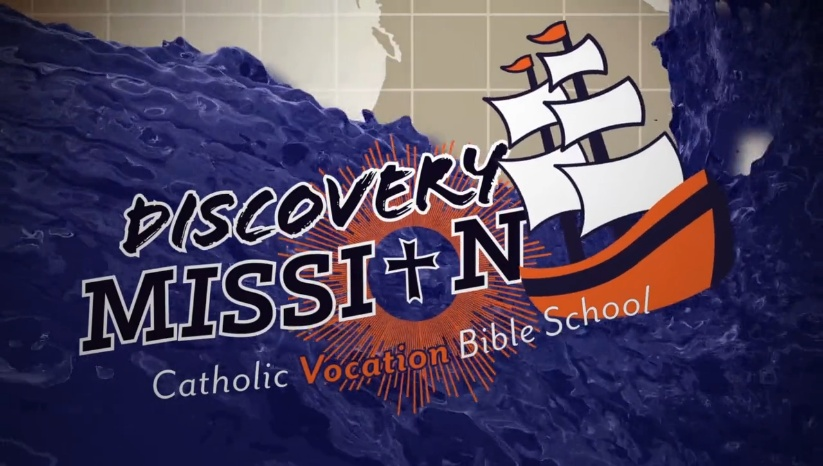 DISCOVERY
MISSION
Catholic Vocation Bible School